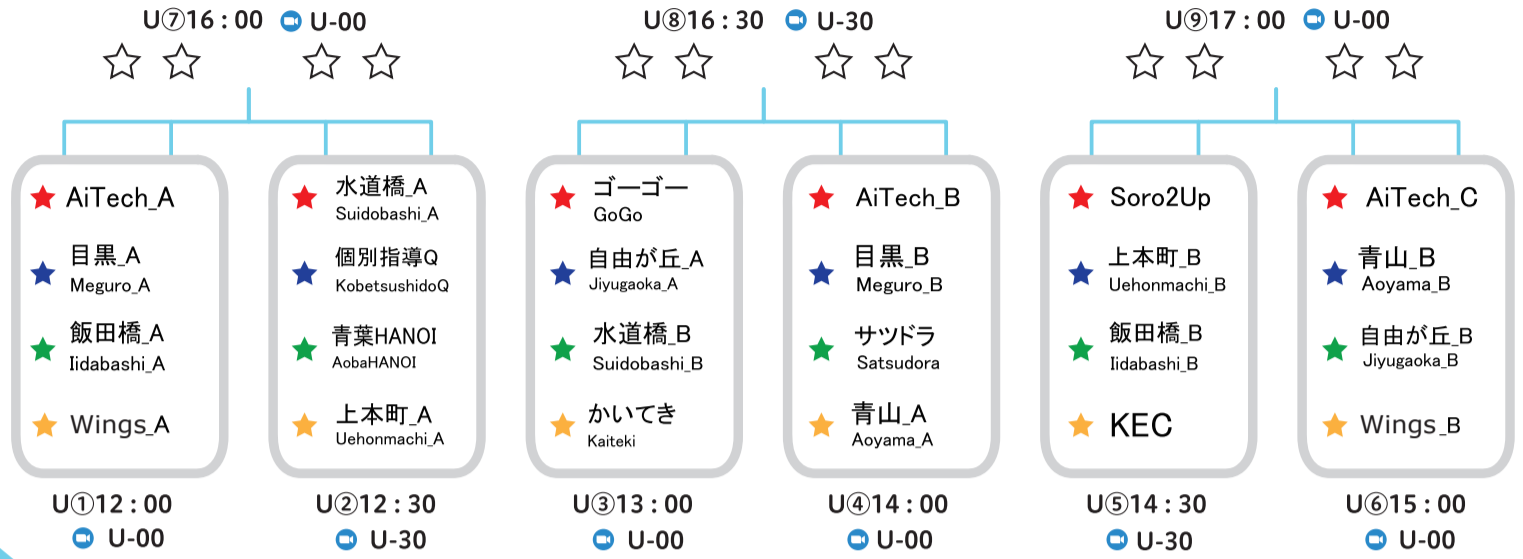 U⑦16 : 00 U-00
U⑧16 : 30 U-30
U⑨17 : 00 U-00
AiTech_A
目黒_A
Meguro_A
飯田橋_A
Iidabashi_A
Wings_A
U①12 : 00
U-00
水道橋_A
Suidobashi_A
個別指導Q
KobetsushidoQ
青葉HANOI
AobaHANOI
上本町_A
Uehonmachi_A
U②12 : 30
U-30
ゴーゴー
GoGo
自由が丘_A
Jiyugaoka_A
水道橋_B
Suidobashi_B
かいてき
Kaiteki
U③13 : 00
U-00
AiTech_B
目黒_B
Meguro_B
サツドラ
Satsudora
青山_A
Aoyama_A
U④14 : 00
U-00
Soro2Up
上本町_B
Uehonmachi_B
飯田橋_B
Iidabashi_B
KEC
U⑤14 : 30
U-30
AiTech_C
青山_B
Aoyama_B
自由が丘_B
Jiyugaoka_B
Wings_B
U⑥15 : 00
U-00